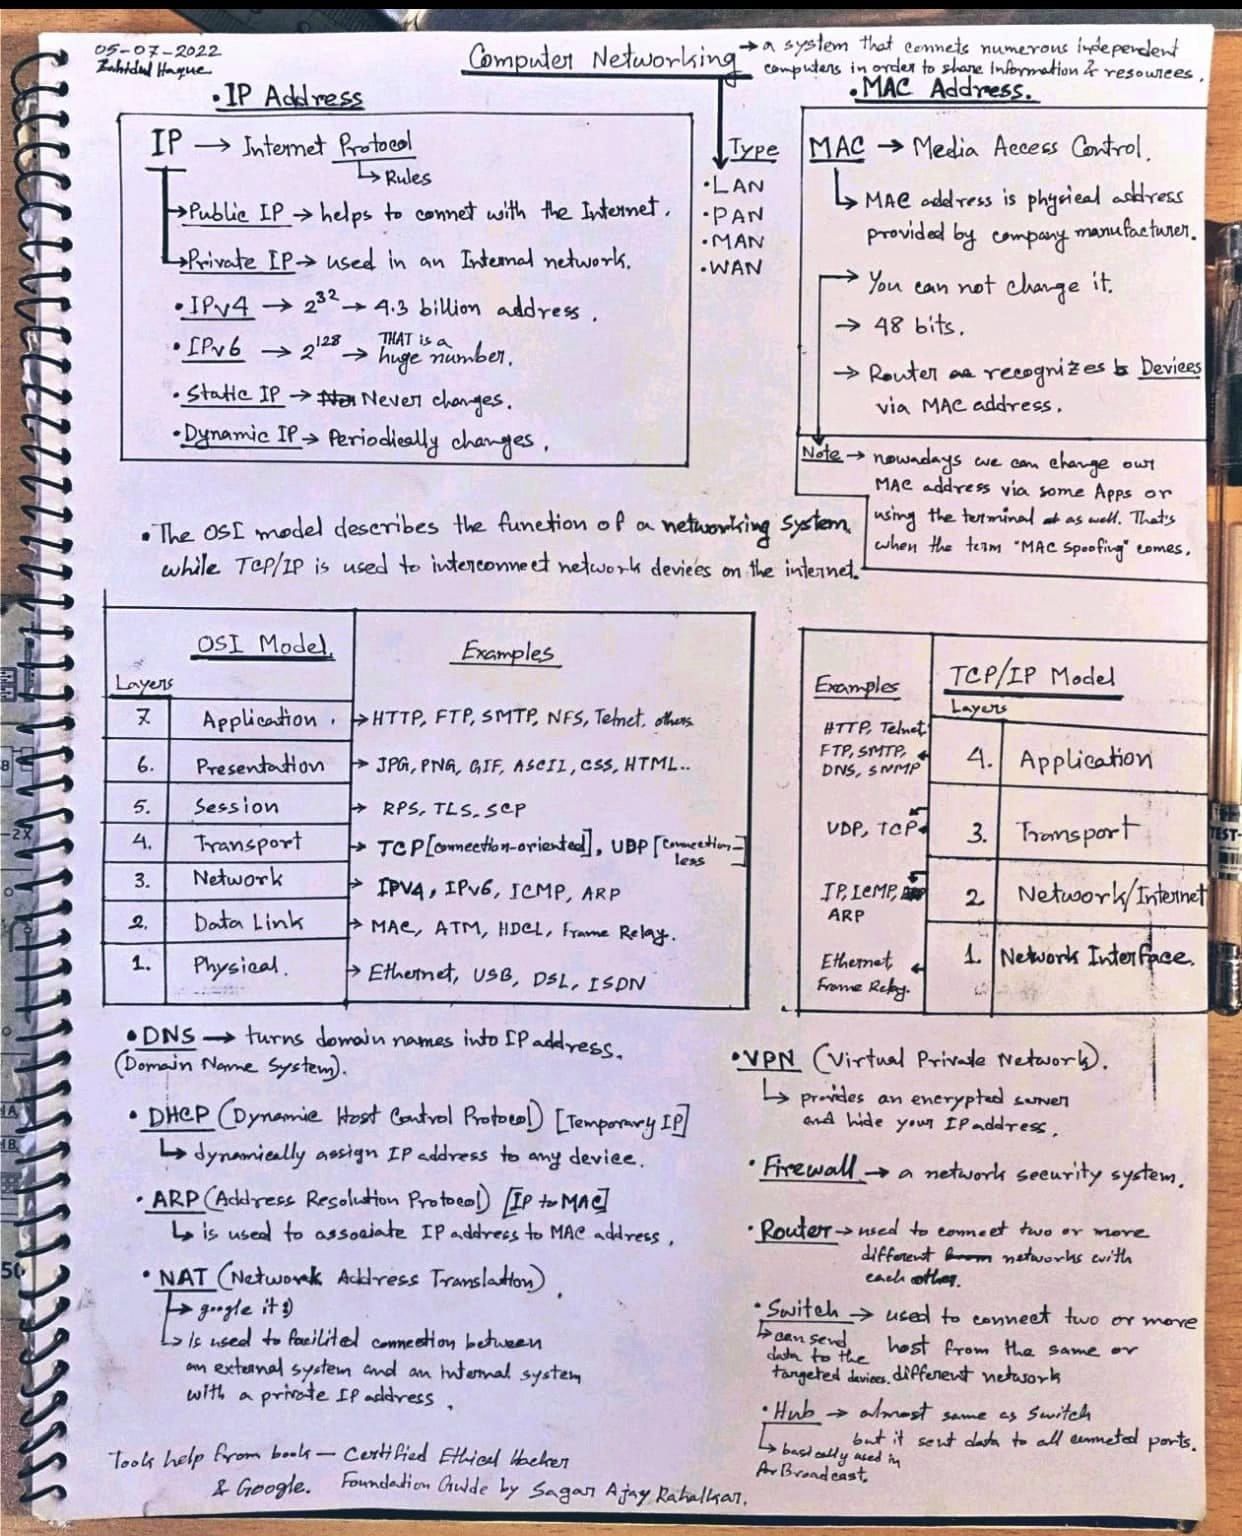 05-07-2022
Zahidul Haque
Computer Networking → a system that connets numerous independent
computers in order to share Information & resources.
• IP Address
IP → Internet Protocol
↳ Rules
→ Public IP → helps to connet with the Internet.
→ Private IP → used in an Internal network.
• IPv4 → 2^32 → 4.3 billion address.
• IPv6 → 2^128 → THAT is a
huge number.
• Static IP → Never changes.
• Dynamic IP → Periodically changes.
Type
• LAN
• PAN
• MAN
• WAN
• MAC Address.
MAC → Media Access Control.
↳ MAC address is physical address
provided by company manufacturer.
→ You can not change it.
→ 48 bits.
→ Router recognizes Devices
via MAC address.
Note → nowadays we can change our
MAC address via some Apps or
using the terminal as well. That's
when the term "MAC Spoofing" comes.
• The OSI model describes the function of a networking system
while TCP/IP is used to interconnect network devices on the internet.
OSI Model. Examples
Layers
7. Application. → HTTP, FTP, SMTP, NFS, Telnet. others
6. Presentation → JPG, PNG, GIF, ASCII, CSS, HTML..
5. Session → RPS, TLS. SCP
4. Transport → TCP [connection-oriented], UDP [connection-
less]
3. Network → IPV4, IPv6, ICMP, ARP
2. Data Link → MAC, ATM, HDCL, Frame Relay.
1. Physical. → Ethernet, USB, DSL, ISDN
Examples TCP/IP Model
Layers
HTTP, Telnet
FTP, SMTP,
DNS, SNMP
4. Application
UDP, TCP 3. Transport
IP, ICMP,
ARP
2. Network/Internet
Ethernet,
Frame Relay.
1. Network Interface.
• DNS → turns domain names into IP address.
(Domain Name System).
• DHCP (Dynamic Host Control Protocol) [Temporary IP]
↳ dynamically assign IP address to any device.
• ARP (Address Resolution Protocol) [IP to MAC]
↳ is used to associate IP address to MAC address.
• NAT (Network Address Translation)
↳ google it :)
↳ is used to facilited connection between
an external system and an internal system
with a private IP address.
• VPN (Virtual Private Network).
↳ provides an encrypted server
and hide your IP address.
• Firewall → a network security system.
• Router → used to connect two or more
different networks with
each other.
• Switch → used to connect two or more
host from the same or
different network
↳ can send
data to the
targeted devices.
• Hub → almost same as Switch
but it sent data to all conneted ports.
↳ basically used in
for Broadcast.
Took help from book — Certified Ethical Hacker
& Google. Foundation Guide by Sagar Ajay Rahalkar.
TEST-